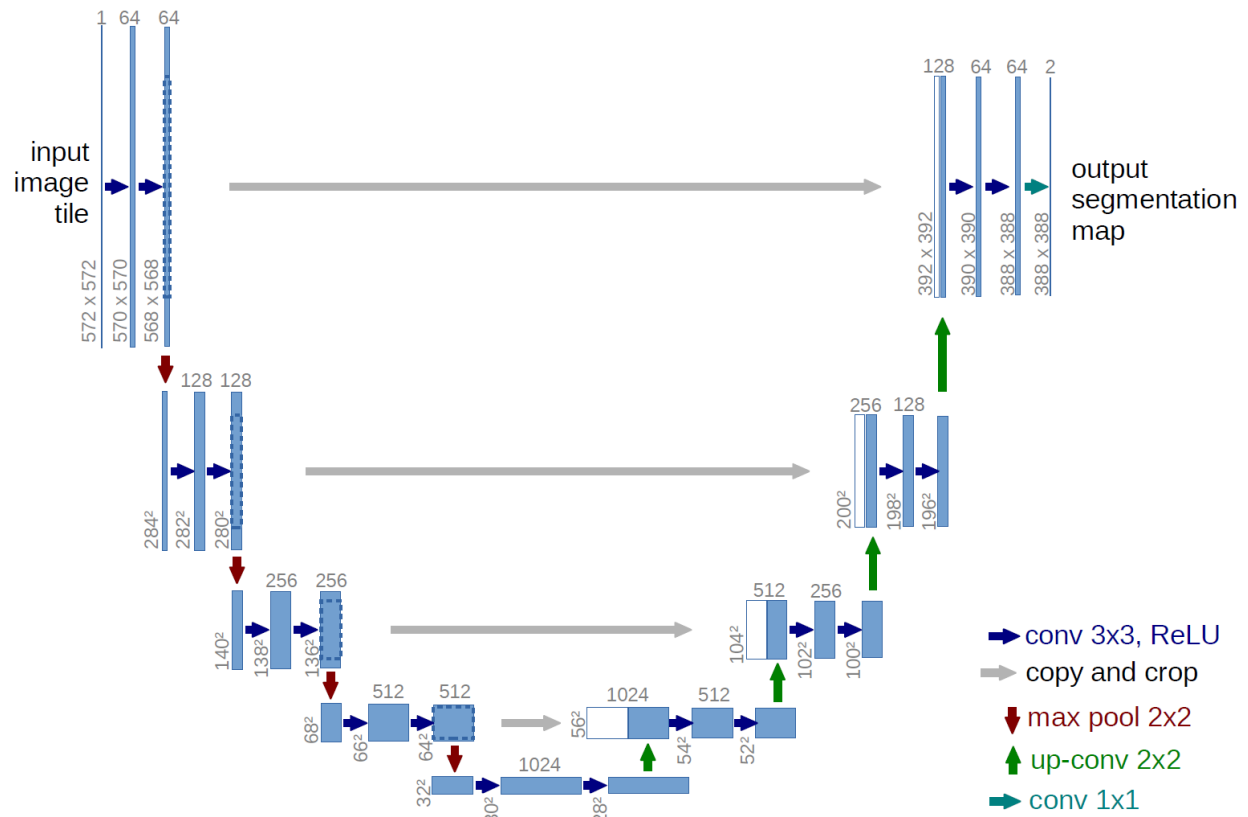 1 64 64
input
image
tile
572 x 572
570 x 570
568 x 568
128 64 64 2
output
segmentation
map
392 x 392
390 x 390
388 x 388
388 x 388
128 128
284²
282²
280²
256 128
200²
198²
196²
256 256
140²
138²
136²
512 256
104²
102²
100²
512 512
68²
66²
64²
1024 512
56²
54²
52²
1024
32²
conv 3x3, ReLU
copy and crop
max pool 2x2
up-conv 2x2
conv 1x1